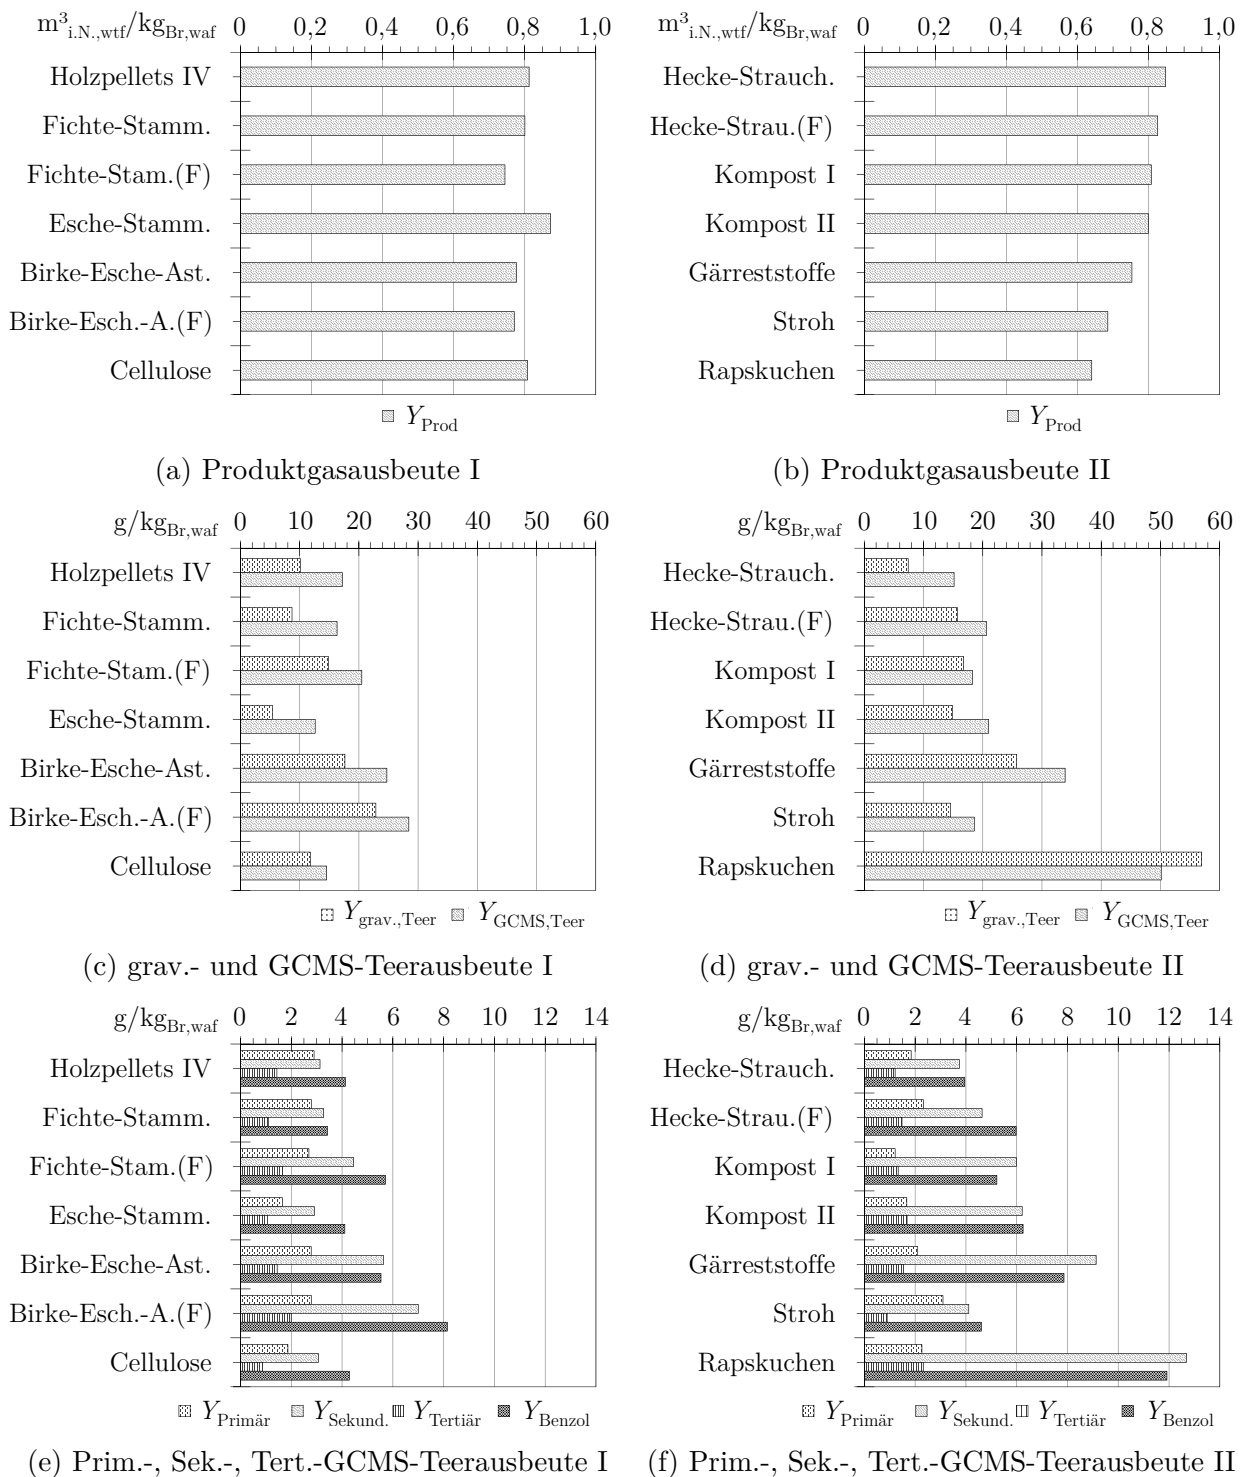 m³i.N.,wtf/kgBr,waf 0 0,2 0,4 0,6 0,8 1,0
Holzpellets IV
Fichte-Stamm.
Fichte-Stam.(F)
Esche-Stamm.
Birke-Esche-Ast.
Birke-Esch.-A.(F)
Cellulose
YProd
(a) Produktgasausbeute I
m³i.N.,wtf/kgBr,waf 0 0,2 0,4 0,6 0,8 1,0
Hecke-Strauch.
Hecke-Strau.(F)
Kompost I
Kompost II
Gärreststoffe
Stroh
Rapskuchen
YProd
(b) Produktgasausbeute II
g/kgBr,waf 0 10 20 30 40 50 60
Holzpellets IV
Fichte-Stamm.
Fichte-Stam.(F)
Esche-Stamm.
Birke-Esche-Ast.
Birke-Esch.-A.(F)
Cellulose
Ygrav.,Teer YGCMS,Teer
(c) grav.- und GCMS-Teerausbeute I
g/kgBr,waf 0 10 20 30 40 50 60
Hecke-Strauch.
Hecke-Strau.(F)
Kompost I
Kompost II
Gärreststoffe
Stroh
Rapskuchen
Ygrav.,Teer YGCMS,Teer
(d) grav.- und GCMS-Teerausbeute II
g/kgBr,waf 0 2 4 6 8 10 12 14
Holzpellets IV
Fichte-Stamm.
Fichte-Stam.(F)
Esche-Stamm.
Birke-Esche-Ast.
Birke-Esch.-A.(F)
Cellulose
YPrimär YSekund. YTertiär YBenzol
(e) Prim.-, Sek.-, Tert.-GCMS-Teerausbeute I
g/kgBr,waf 0 2 4 6 8 10 12 14
Hecke-Strauch.
Hecke-Strau.(F)
Kompost I
Kompost II
Gärreststoffe
Stroh
Rapskuchen
YPrimär YSekund. YTertiär YBenzol
(f) Prim.-, Sek.-, Tert.-GCMS-Teerausbeute II